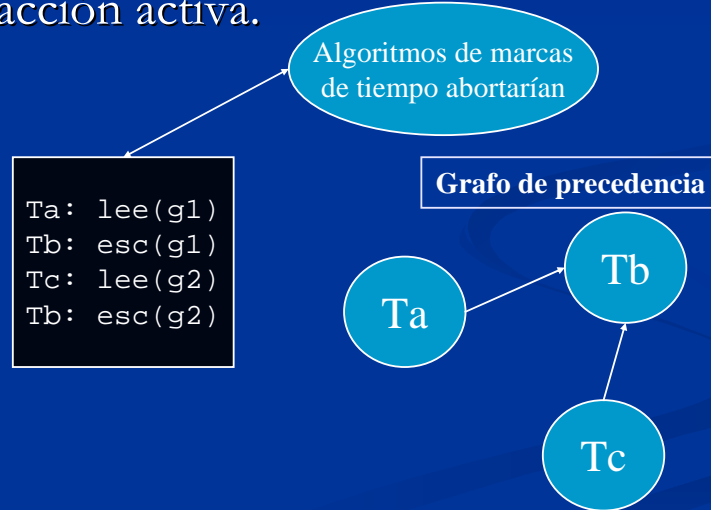 acción activa.
Algoritmos de marcas
de tiempo abortarían
Ta: lee(g1)
Tb: esc(g1)
Tc: lee(g2)
Tb: esc(g2)
Grafo de precedencia
Ta
Tb
Tc